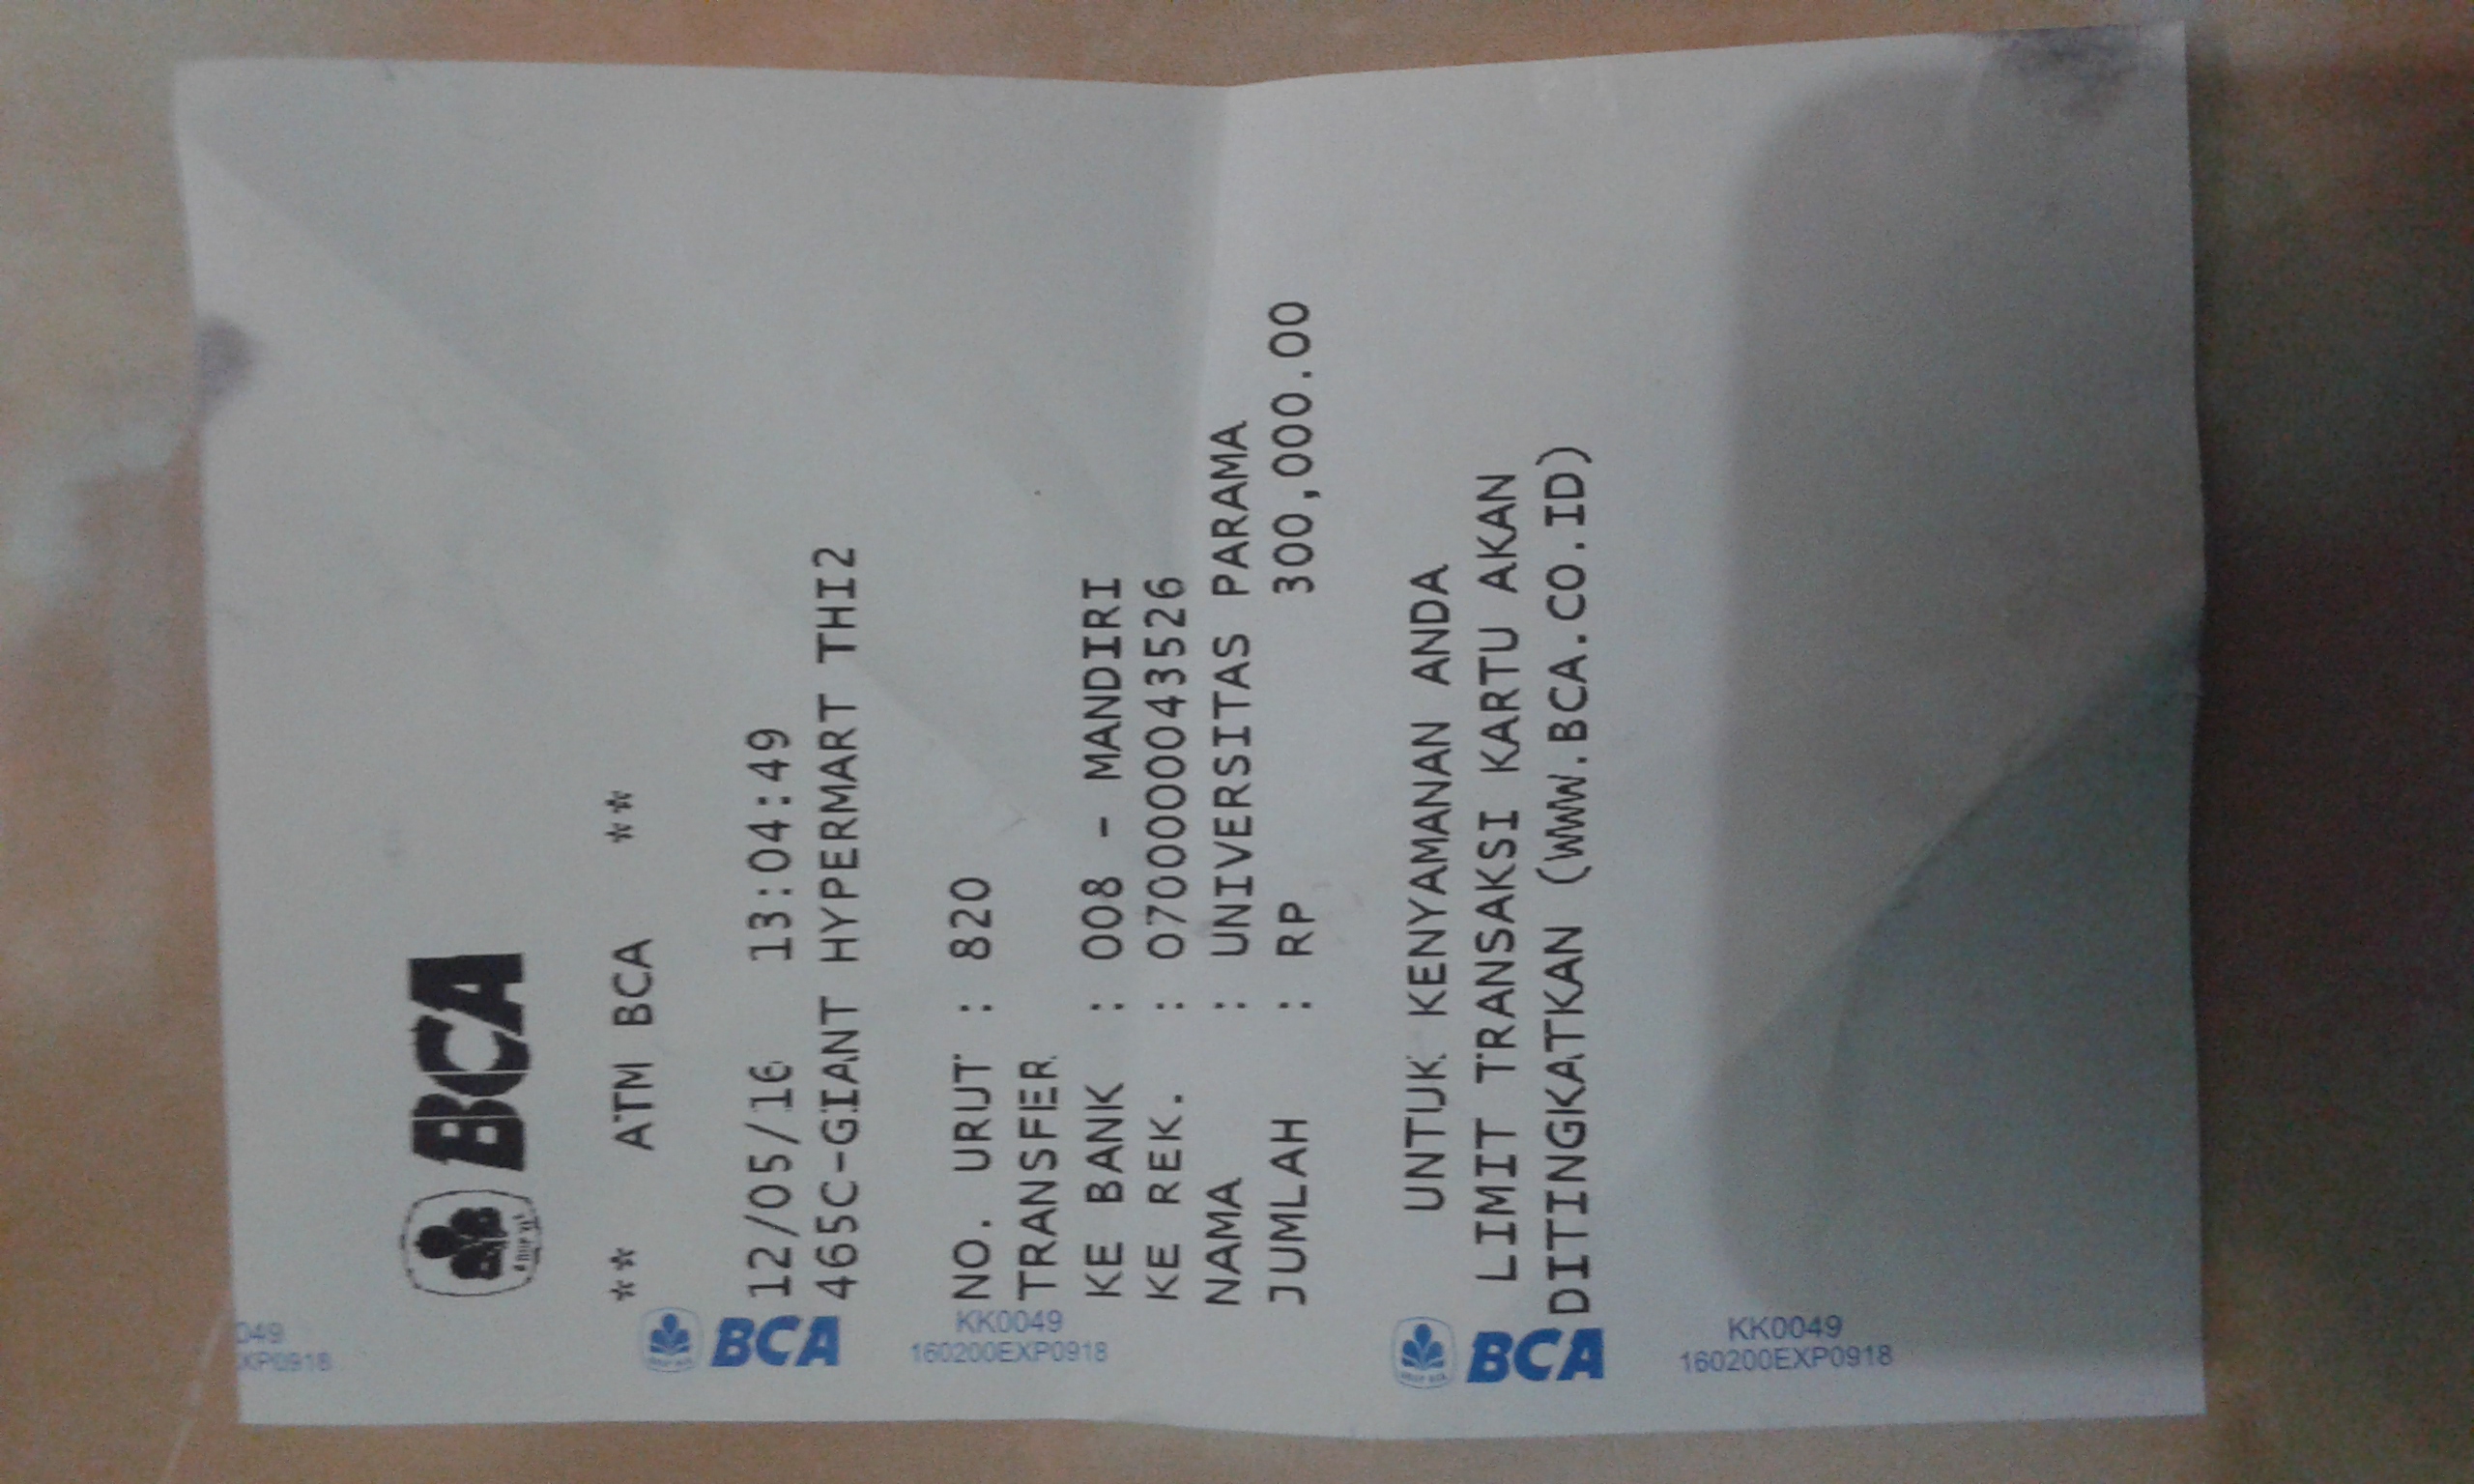 BCA
** ATM BCA **
12/05/16 13:04:49
465C-GIANT HYPERMART THI2
NO. URUT : 820
TRANSFER
KE BANK : 008 - MANDIRI
KE REK. : 0700000043526
NAMA : UNIVERSITAS PARAMA
JUMLAH : RP 300,000.00
UNTUK KENYAMANAN ANDA
LIMIT TRANSAKSI KARTU AKAN
DITINGKATKAN (WWW.BCA.CO.ID)
049
XP0918
BCA
KK0049
160200EXP0918
BCA
KK0049
160200EXP0918